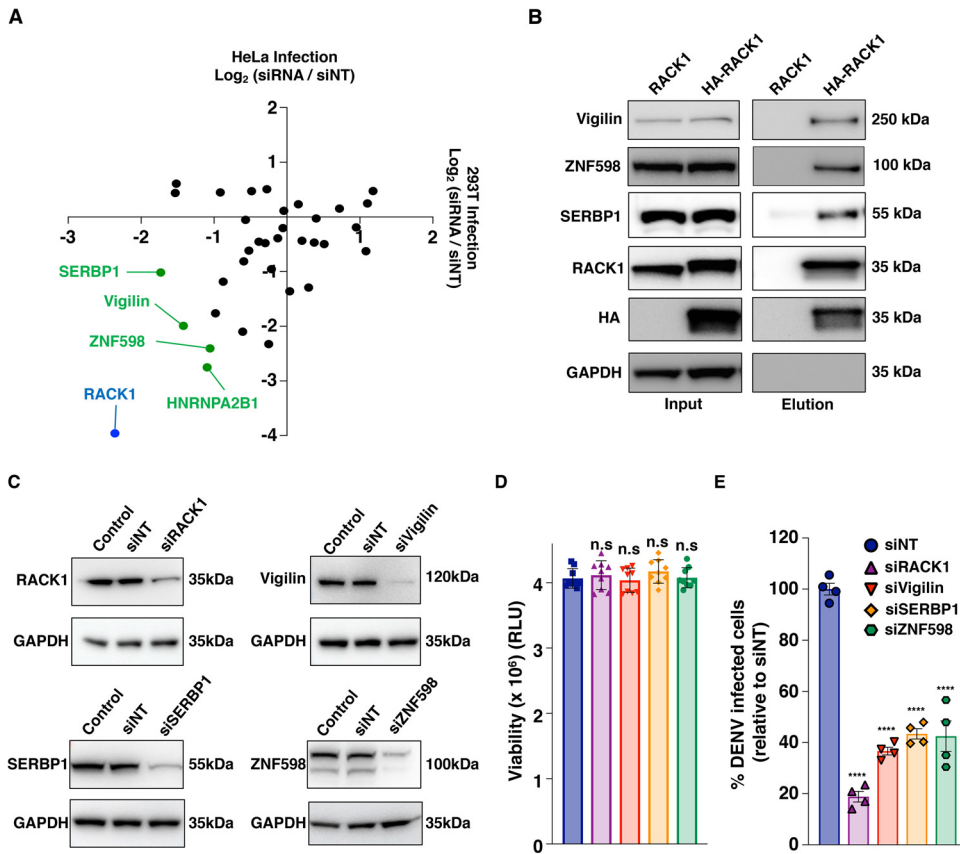 A
HeLa Infection
Log₂ (siRNA / siNT)
293T Infection
Log₂ (siRNA / siNT)
2
1
-3
-2
-1
1
2
-1
-2
-3
-4
SERBP1
Vigilin
ZNF598
RACK1
HNRNPA2B1
B
RACK1
HA-RACK1
RACK1
HA-RACK1
Vigilin
250 kDa
ZNF598
100 kDa
SERBP1
55 kDa
RACK1
35 kDa
HA
35 kDa
GAPDH
35 kDa
Input
Elution
C
Control
siNT
siRACK1
RACK1
35kDa
GAPDH
35kDa
Control
siNT
siVigilin
Vigilin
120kDa
GAPDH
35kDa
Control
siNT
siSERBP1
SERBP1
55kDa
GAPDH
35kDa
Control
siNT
siZNF598
ZNF598
100kDa
GAPDH
35kDa
D
Viability (x 10⁶) (RLU)
4
3
2
1
0
n.s
n.s
n.s
n.s
E
% DENV infected cells
(relative to siNT)
120
100
80
60
40
20
0
siNT
siRACK1
siVigilin
siSERBP1
siZNF598
****
****
****
****